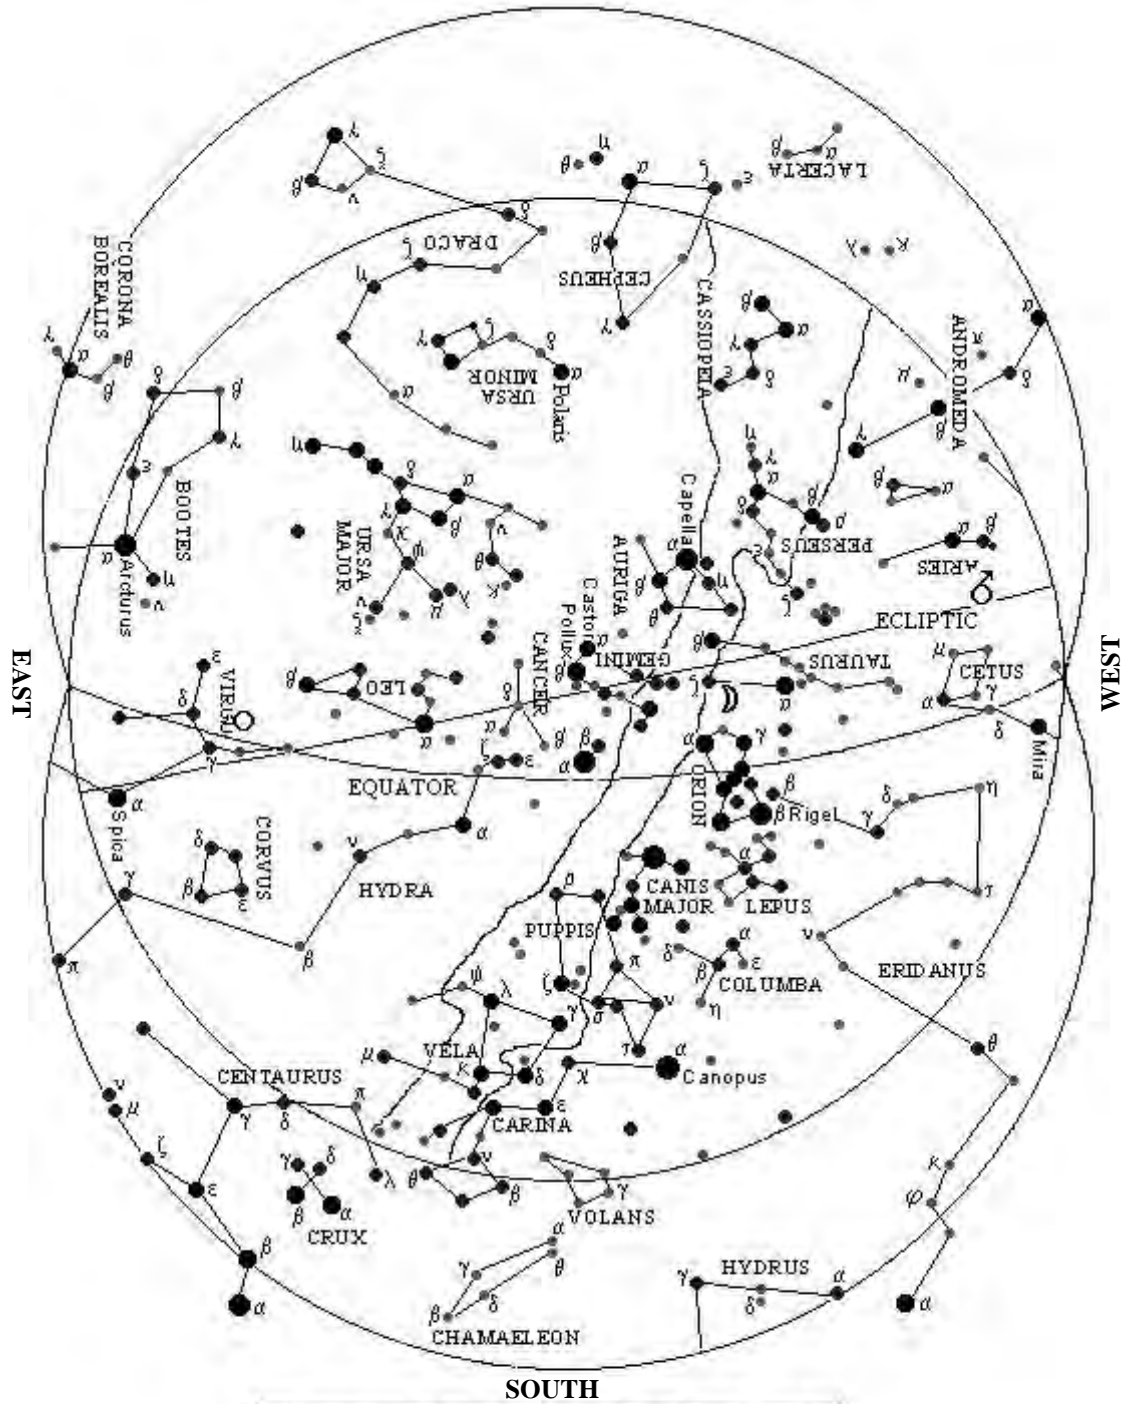 LACERTA
DRACO
CEPHEUS
CORONA
BOREALIS
CASSIOPEIA
ANDROMEDA
URSA
MINOR
Polaris
BOOTES
Arcturus
URSA
MAJOR
Capella
AURIGA
PERSEUS
ARIES
Castor
Pollux
ECLIPTIC
EAST
VIRGO
LEO
CANCER
GEMINI
TAURUS
CETUS
WEST
Mira
EQUATOR
ORION
β Rigel
Spica
CORVUS
HYDRA
CANIS
MAJOR
LEPUS
PUPPIS
COLUMBA
ERIDANUS
VELA
Canopus
CENTAURUS
CARINA
CRUX
VOLANS
HYDRUS
CHAMAELEON
SOUTH